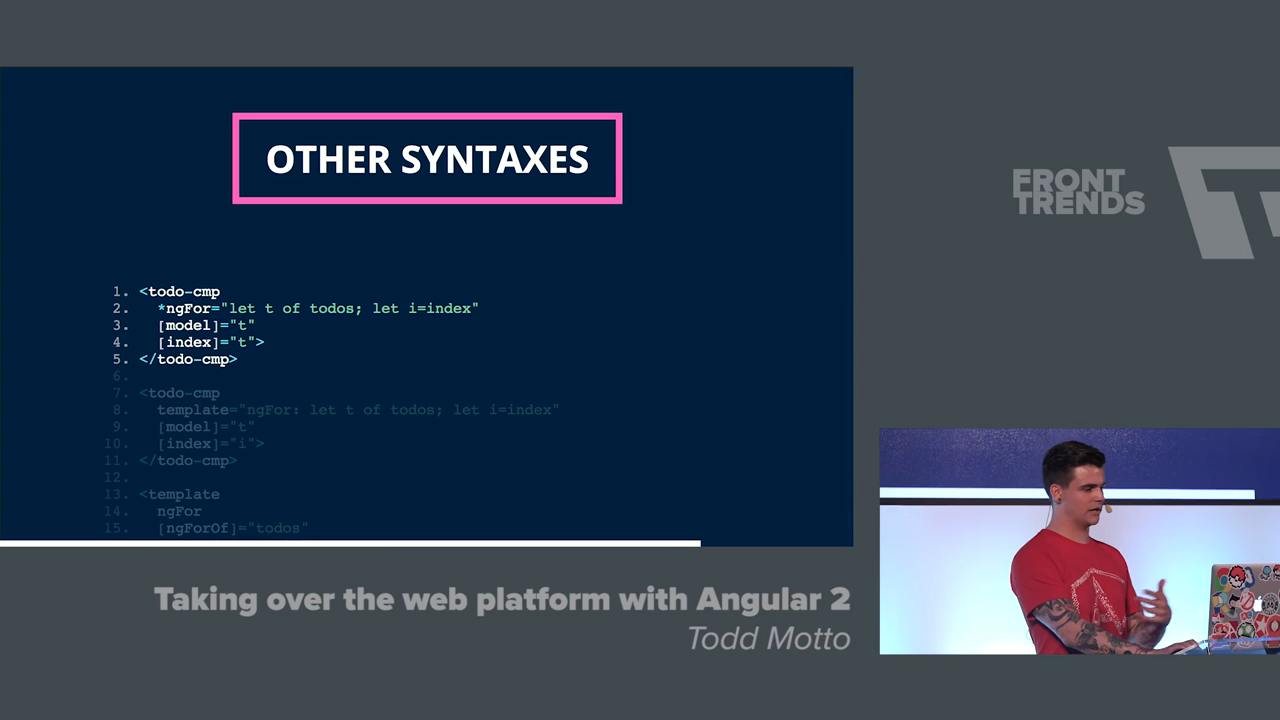 OTHER SYNTAXES
1. <todo-cmp
2. *ngFor="let t of todos; let i=index"
3. [model]="t"
4. [index]="t">
5. </todo-cmp>
6.
7. <todo-cmp
8. template="ngFor: let t of todos; let i=index"
9. [model]="t"
10. [index]="i">
11. </todo-cmp>
12.
13. <template
14. ngFor
15. [ngForOf]="todos"
FRONT
TRENDS
Taking over the web platform with Angular 2
Todd Motto